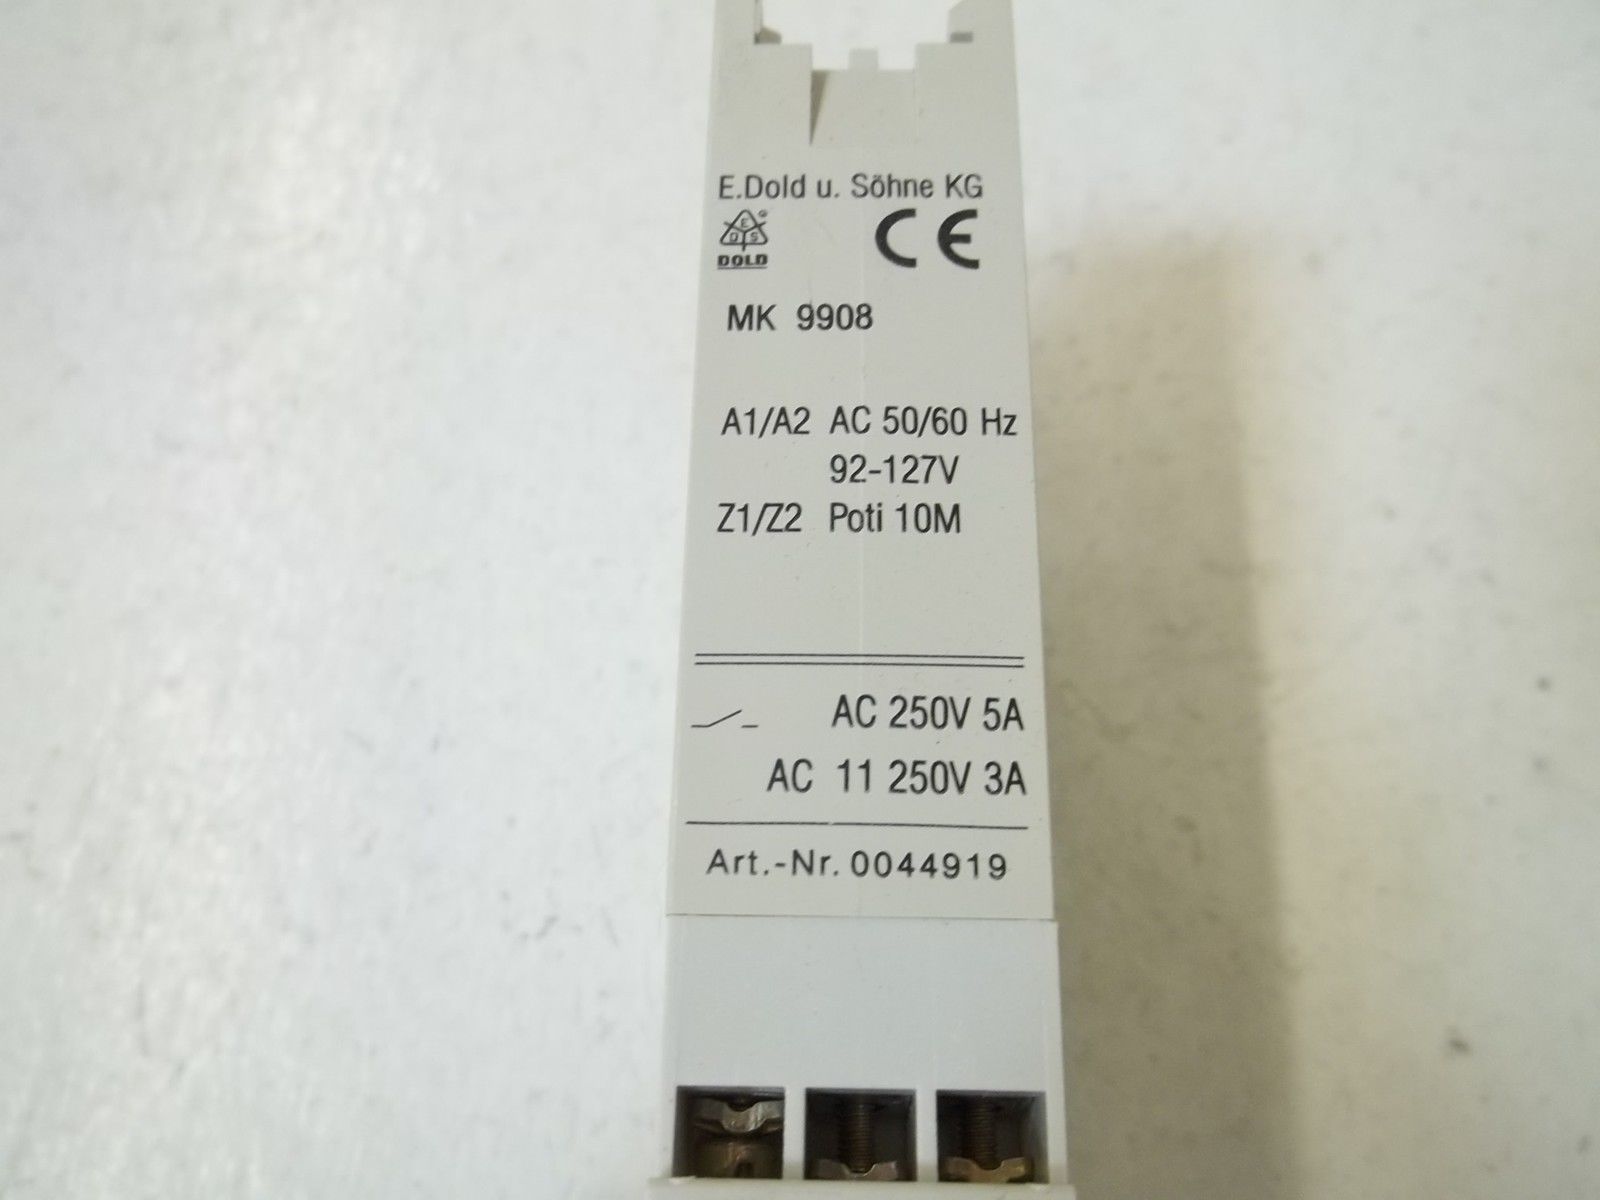 E.Dold u. Söhne KG
E
D S
DOLD
CE
MK 9908
A1/A2 AC 50/60 Hz
92-127V
Z1/Z2 Poti 10M
AC 250V 5A
AC 11 250V 3A
Art.-Nr. 0044919